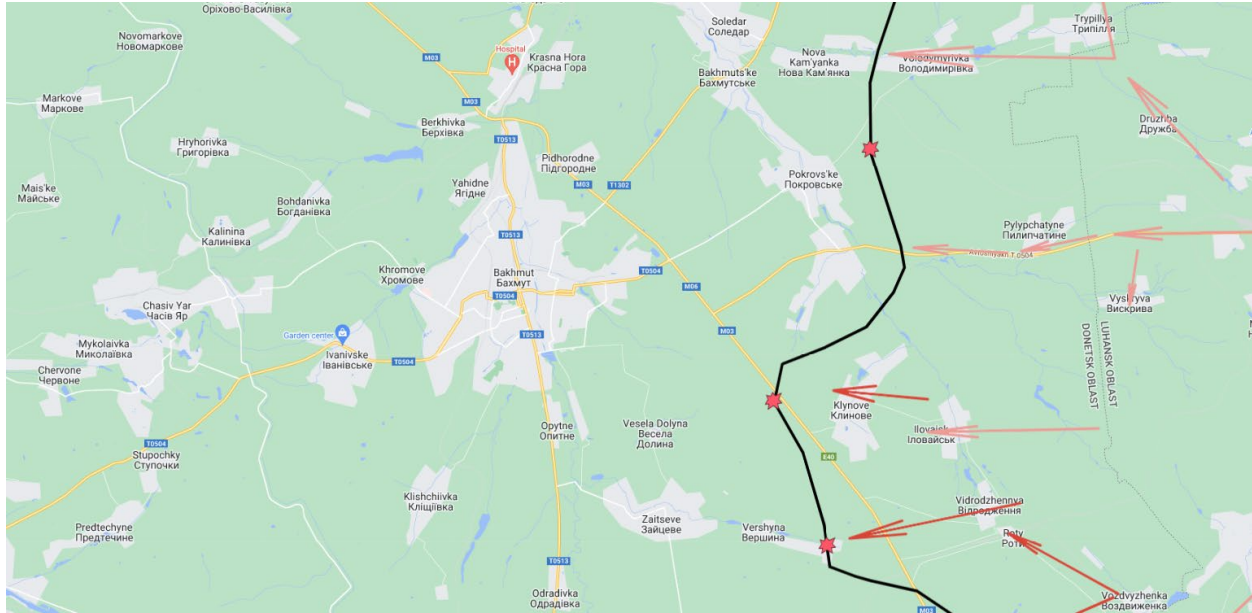 Оріхово-Василівка
Novomarkove
Новомаркове
M03
Hospital
H
Krasna Hora
Красна Гора
Soledar
Соледар
Trypillya
Трипілля
Nova
Kam'yanka
Нова Кам'янка
Volodymyrivka
Володимирівка
Bakhmuts'ke
Бахмутське
Markove
Маркове
M03
Berkhivka
Берхівка
T0513
Druzhba
Дружба
Hryhorivka
Григорівка
Pidhorodne
Підгородне
M03
T1302
Pokrovs'ke
Покровське
Mais'ke
Майське
Yahidne
Ягідне
Bohdanivka
Богданівка
Kalinina
Калинівка
T0513
Pylypchatyne
Пилипчатине
Avtoshlyakh T 0504
Khromove
Хромове
Bakhmut
Бахмут
T0504
T0504
M06
Chasiv Yar
Часів Яр
Vyskryva
Вискрива
T0513
M03
Garden center
Mykolaivka
Миколаївка
Ivanivske
Іванівське
T0504
DONETSK OBLAST
LUHANSK OBLAST
Chervone
Червоне
Klynove
Клинове
Opytne
Опитне
Vesela Dolyna
Весела
Долина
Ilovaisk
Іловайськ
T0504
Stupochky
Ступочки
E40
Klishchiivka
Кліщіївка
Vidrodzhennya
Відродження
Predtechyne
Предтечине
Zaitseve
Зайцеве
Vershyna
Вершина
Roty
Роти
Odradivka
Одрадівка
M03
Vozdvyzhenka
Воздвиженка